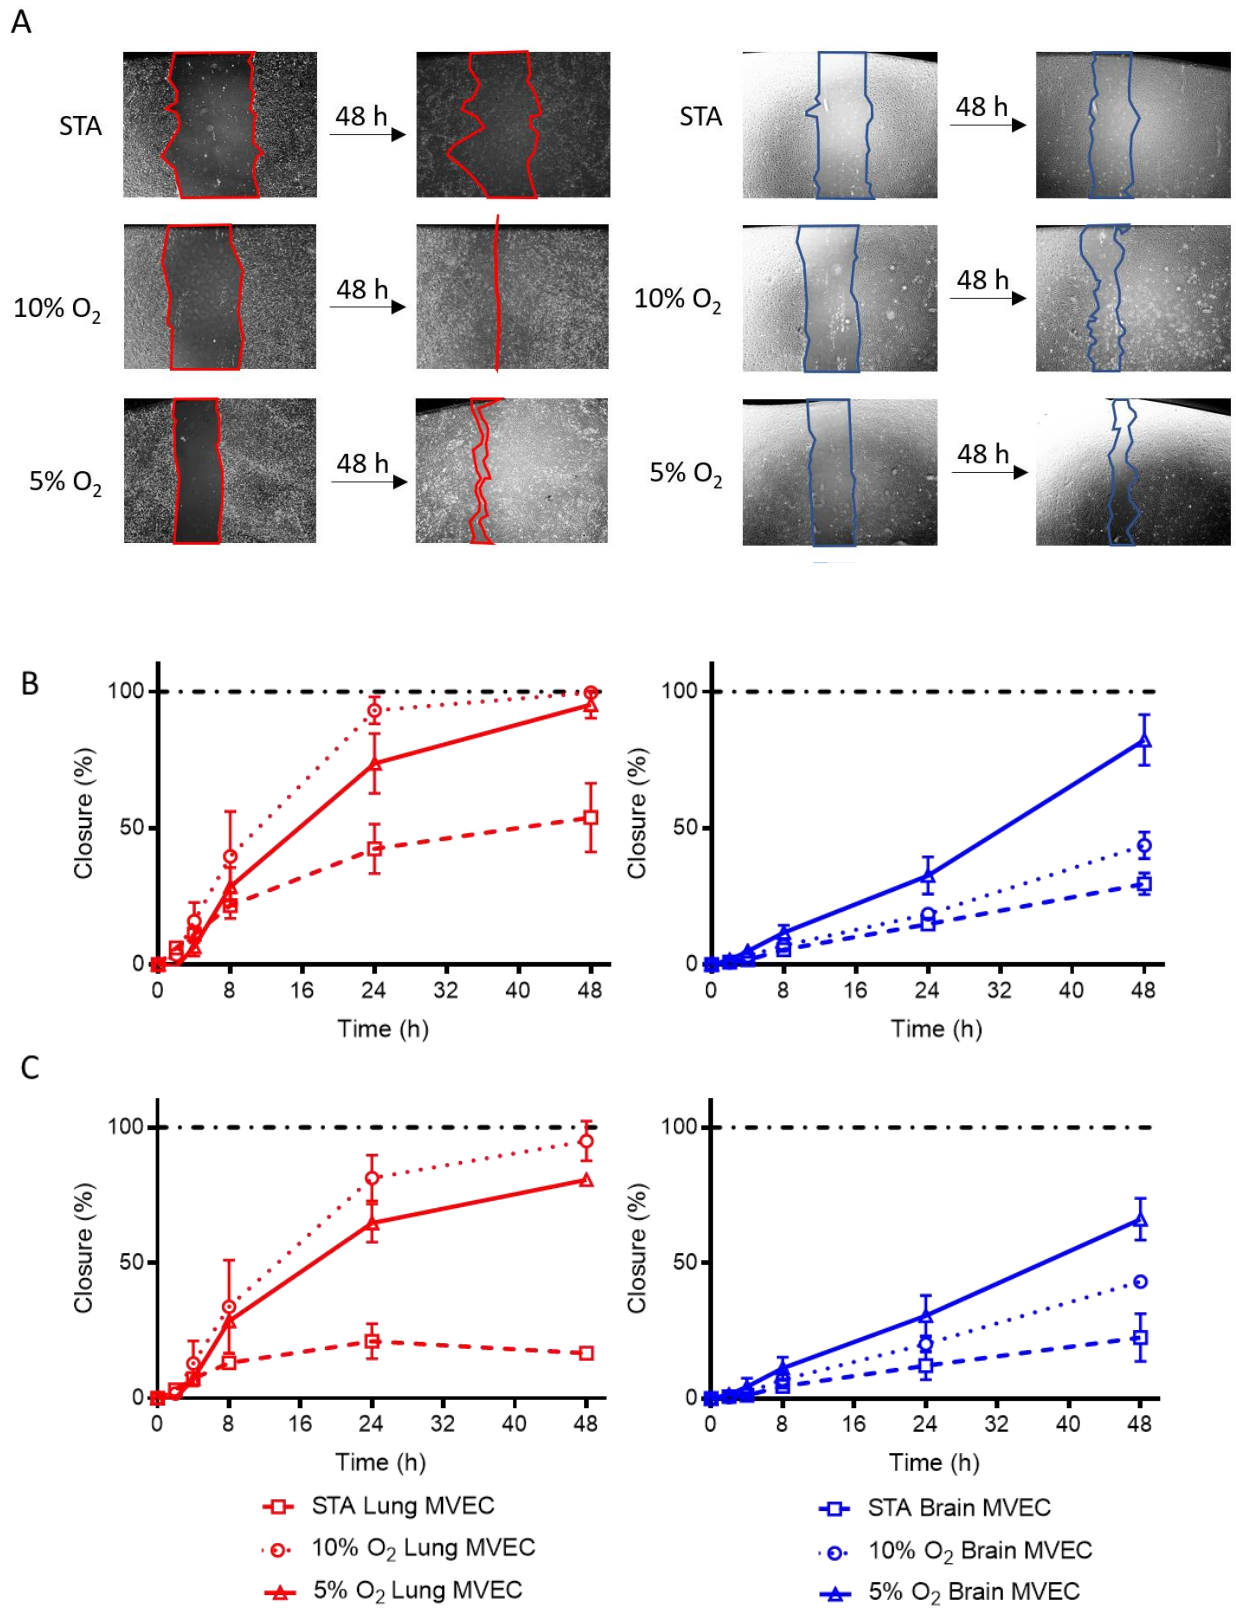 A
STA 48 h STA 48 h
10% O₂ 48 h 10% O₂ 48 h
5% O₂ 48 h 5% O₂ 48 h
B
Closure (%) 100 50 0
0 8 16 24 32 40 48
Time (h)
Closure (%) 100 50 0
0 8 16 24 32 40 48
Time (h)
C
Closure (%) 100 50 0
0 8 16 24 32 40 48
Time (h)
Closure (%) 100 50 0
0 8 16 24 32 40 48
Time (h)
STA Lung MVEC
10% O₂ Lung MVEC
5% O₂ Lung MVEC
STA Brain MVEC
10% O₂ Brain MVEC
5% O₂ Brain MVEC